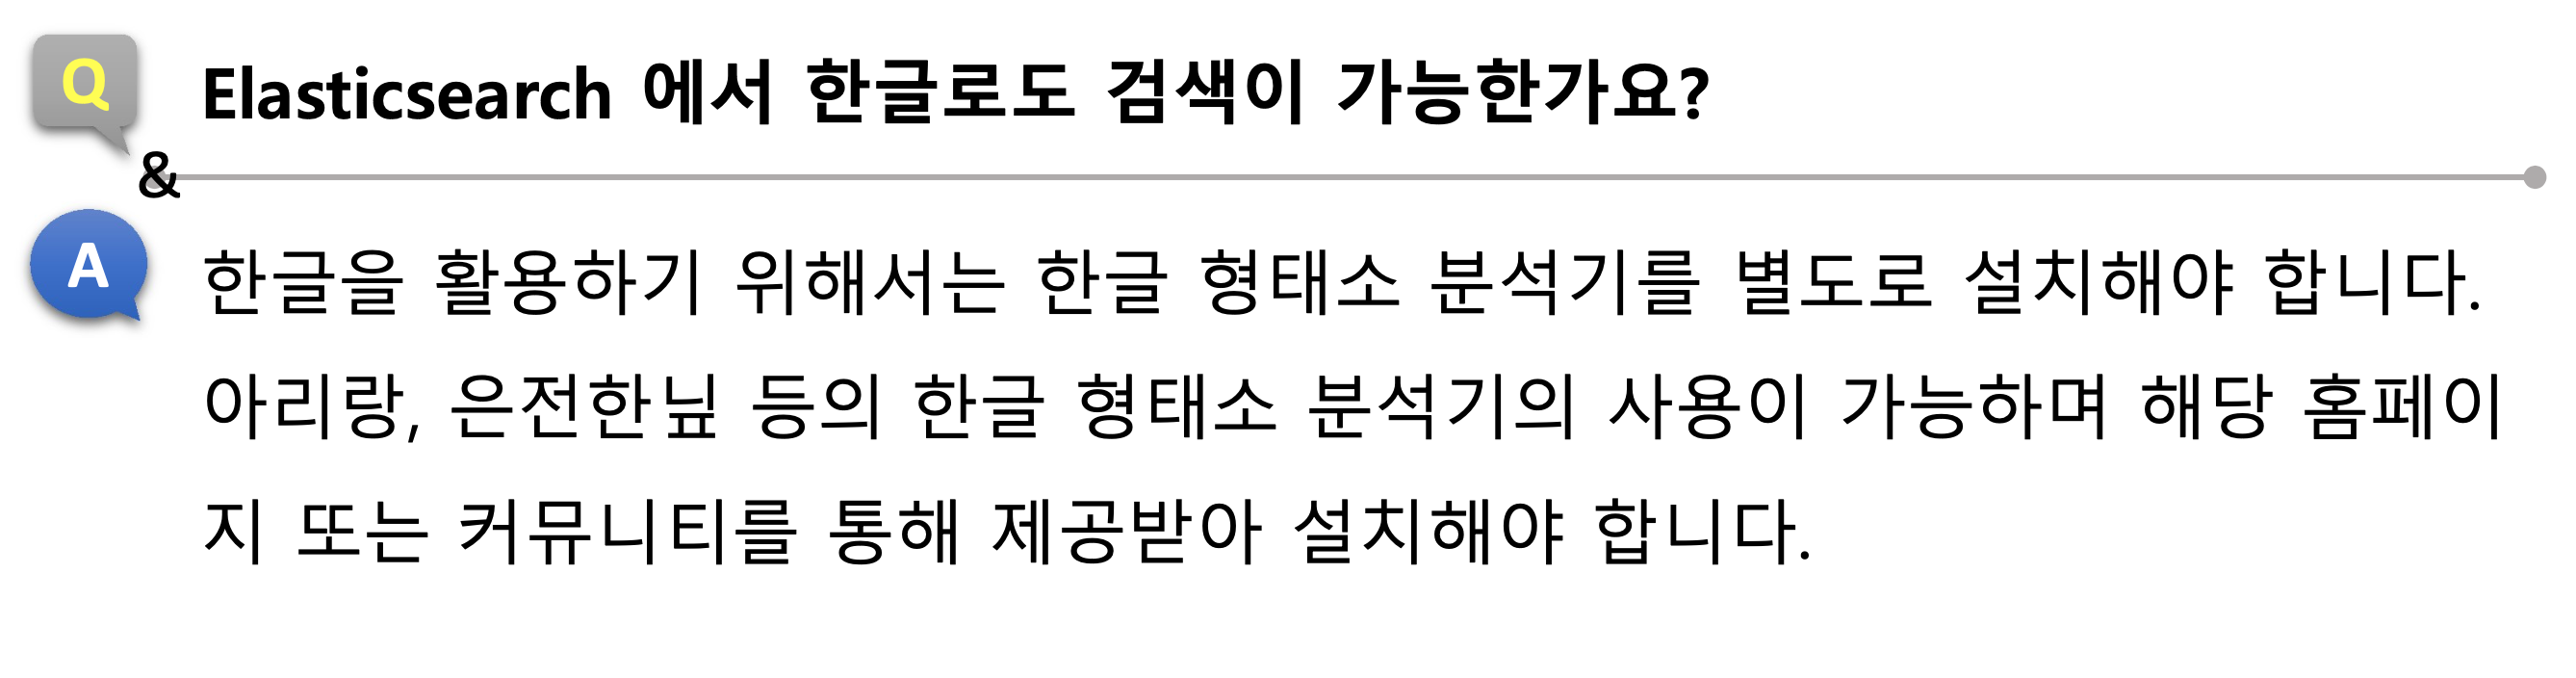 Q
Elasticsearch 에서 한글로도 검색이 가능한가요?
&
A
한글을 활용하기 위해서는 한글 형태소 분석기를 별도로 설치해야 합니다.
아리랑, 은전한닢 등의 한글 형태소 분석기의 사용이 가능하며 해당 홈페이
지 또는 커뮤니티를 통해 제공받아 설치해야 합니다.